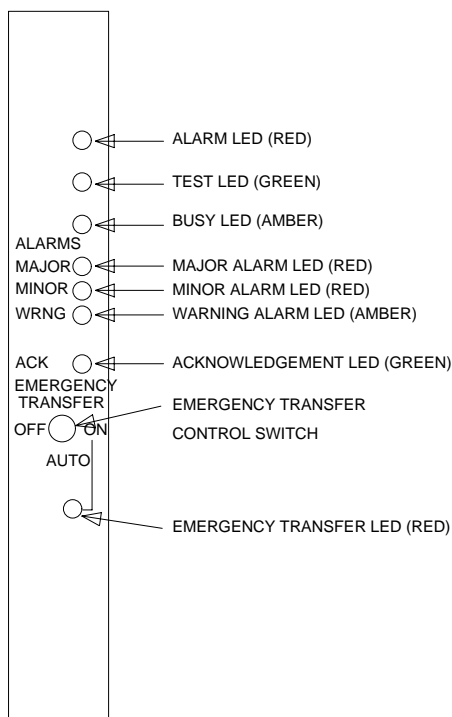 ALARM LED (RED)
TEST LED (GREEN)
BUSY LED (AMBER)
ALARMS
MAJOR MAJOR ALARM LED (RED)
MINOR MINOR ALARM LED (RED)
WRNG WARNING ALARM LED (AMBER)
ACK ACKNOWLEDGEMENT LED (GREEN)
EMERGENCY
TRANSFER
EMERGENCY TRANSFER
OFF ON
CONTROL SWITCH
AUTO
EMERGENCY TRANSFER LED (RED)